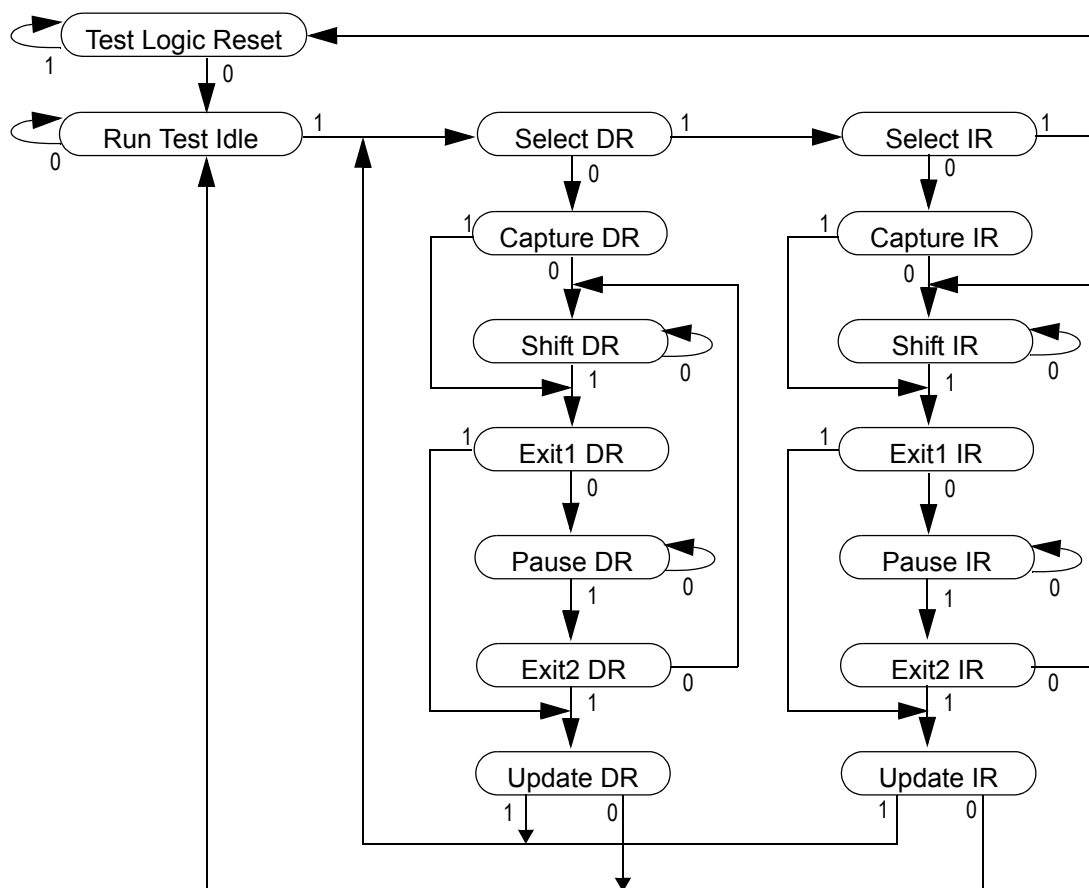 Test Logic Reset
1
0
Run Test Idle
1
0
Select DR
1
0
Select IR
1
0
1
Capture DR
0
1
Capture IR
0
Shift DR
0
1
Shift IR
0
1
1
Exit1 DR
0
1
Exit1 IR
0
Pause DR
0
1
Pause IR
0
1
Exit2 DR
0
1
Exit2 IR
0
1
Update DR
1
0
Update IR
1
0